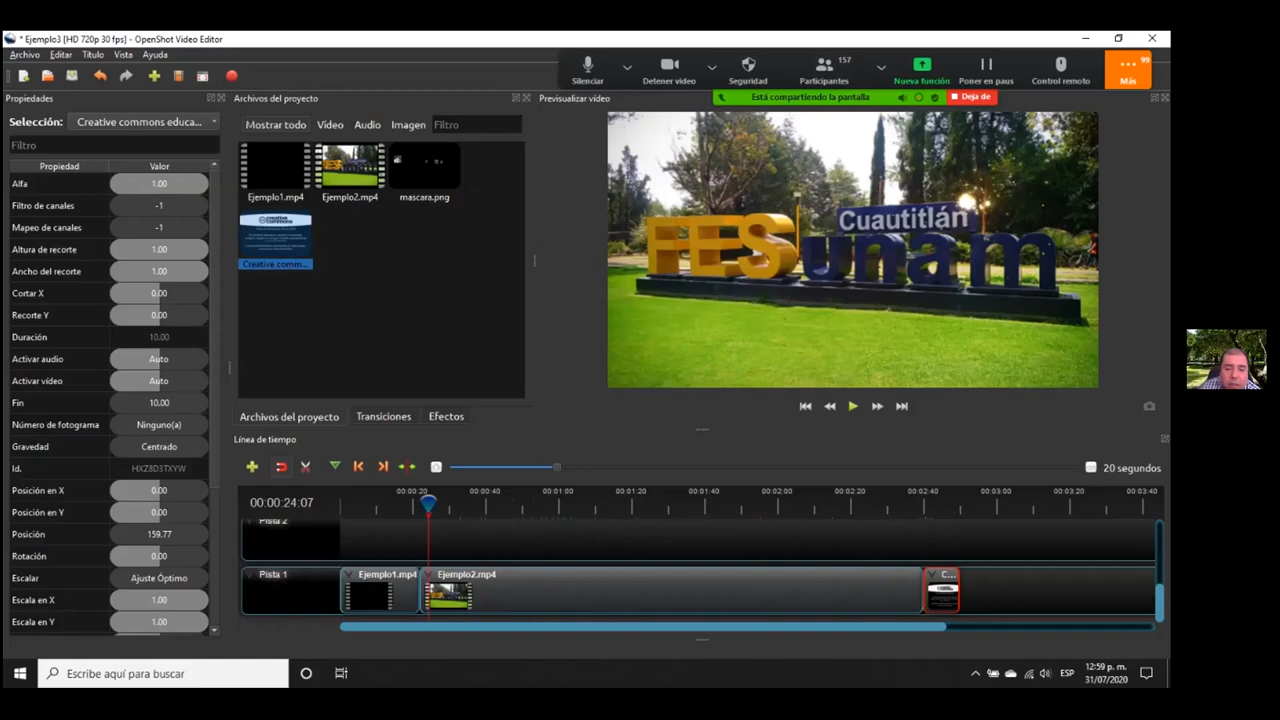 * Ejemplo3 [HD 720p 30 fps] - OpenShot Video Editor
Archivo Editar Título Vista Ayuda
Silenciar
Detener video
Seguridad
157
Participantes
Nueva función
Poner en paus
Control remoto
99
Más
Está compartiendo la pantalla
Deja de
Propiedades
Selección: Creative commons educa...
Filtro
Propiedad Valor
Alfa 1.00
Filtro de canales -1
Mapeo de canales -1
Altura de recorte 1.00
Ancho del recorte 1.00
Cortar X 0.00
Recorte Y 0.00
Duración 10.00
Activar audio Auto
Activar vídeo Auto
Fin 10.00
Número de fotograma Ninguno(a)
Gravedad Centrado
Id. HXZ8D3TXYW
Posición en X 0.00
Posición en Y 0.00
Posición 159.77
Rotación 0.00
Escalar Ajuste Óptimo
Escala en X 1.00
Escala en Y 1.00
Archivos del proyecto
Mostrar todo Vídeo Audio Imagen Filtro
Ejemplo1.mp4 Ejemplo2.mp4 mascara.png
creative commons
Creative comm...
Archivos del proyecto Transiciones Efectos
Previsualizar vídeo
Cuautitlán
FES unam
Línea de tiempo
20 segundos
00:00:24:07
00:00:20 00:00:40 00:01:00 00:01:20 00:01:40 00:02:00 00:02:20 00:02:40 00:03:00 00:03:20 00:03:40
Pista 2
Pista 1
Ejemplo1.mp4 Ejemplo2.mp4 C...
Escribe aquí para buscar
ESP
12:59 p. m.
31/07/2020